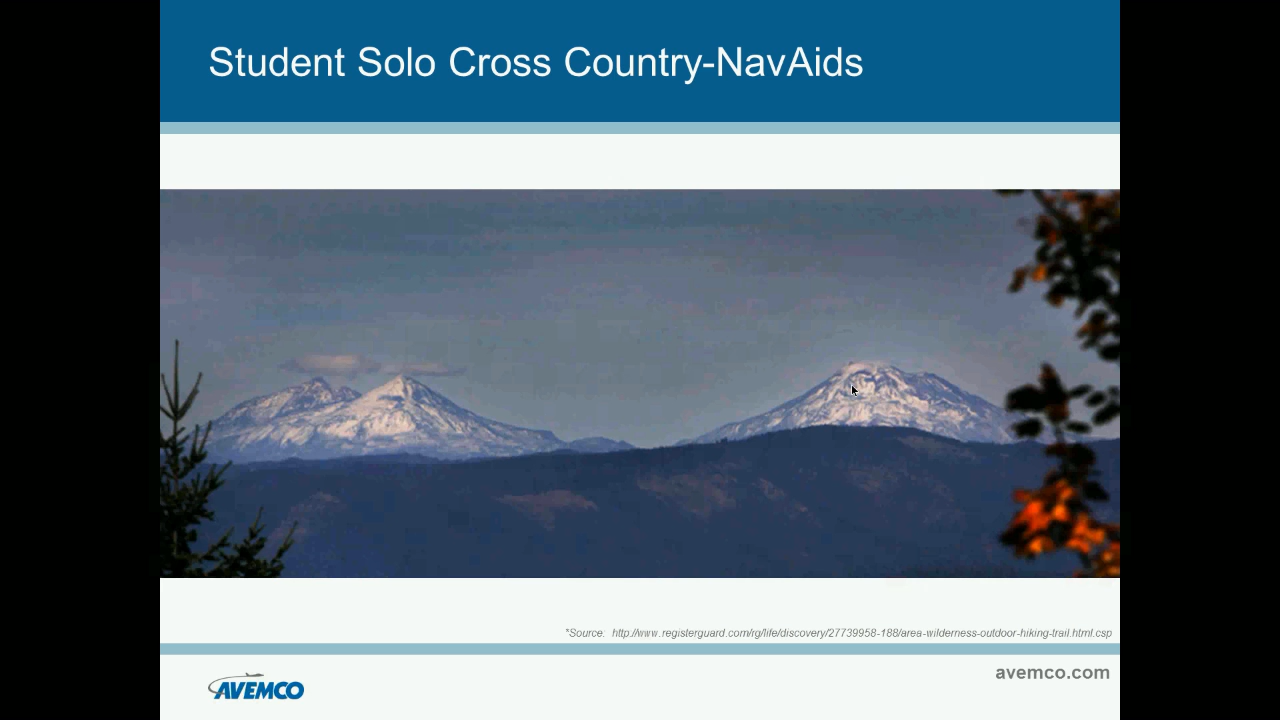 Student Solo Cross Country-NavAids
*Source: http://www.registerguard.com/rg/life/discovery/27739958-188/area-wilderness-outdoor-hiking-trail.html.csp
avemco.com
AVEMCO